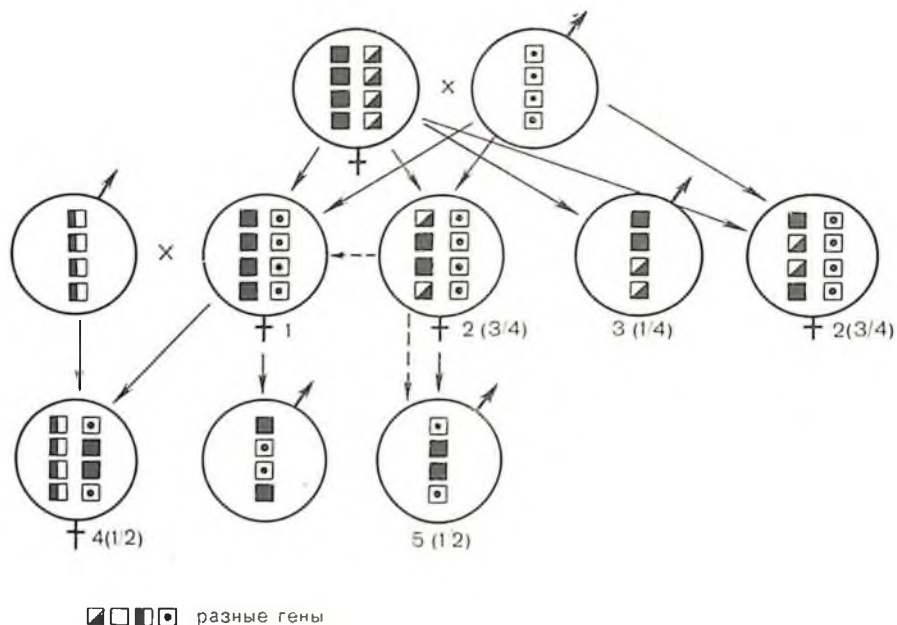 ×
× 1 2 (3/4) 3 (1/4) 2(3/4)
4(1/2) 5 (1 2)
разные гены